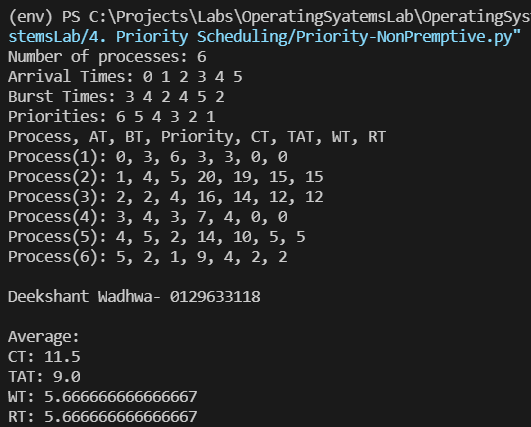 (env) PS C:\Projects\Labs\OperatingSyatemsLab\OperatingSys
stemsLab/4. Priority Scheduling/Priority-NonPremptive.py"
Number of processes: 6
Arrival Times: 0 1 2 3 4 5
Burst Times: 3 4 2 4 5 2
Priorities: 6 5 4 3 2 1
Process, AT, BT, Priority, CT, TAT, WT, RT
Process(1): 0, 3, 6, 3, 3, 0, 0
Process(2): 1, 4, 5, 20, 19, 15, 15
Process(3): 2, 2, 4, 16, 14, 12, 12
Process(4): 3, 4, 3, 7, 4, 0, 0
Process(5): 4, 5, 2, 14, 10, 5, 5
Process(6): 5, 2, 1, 9, 4, 2, 2
Deekshant Wadhwa- 0129633118
Average:
CT: 11.5
TAT: 9.0
WT: 5.666666666666667
RT: 5.666666666666667